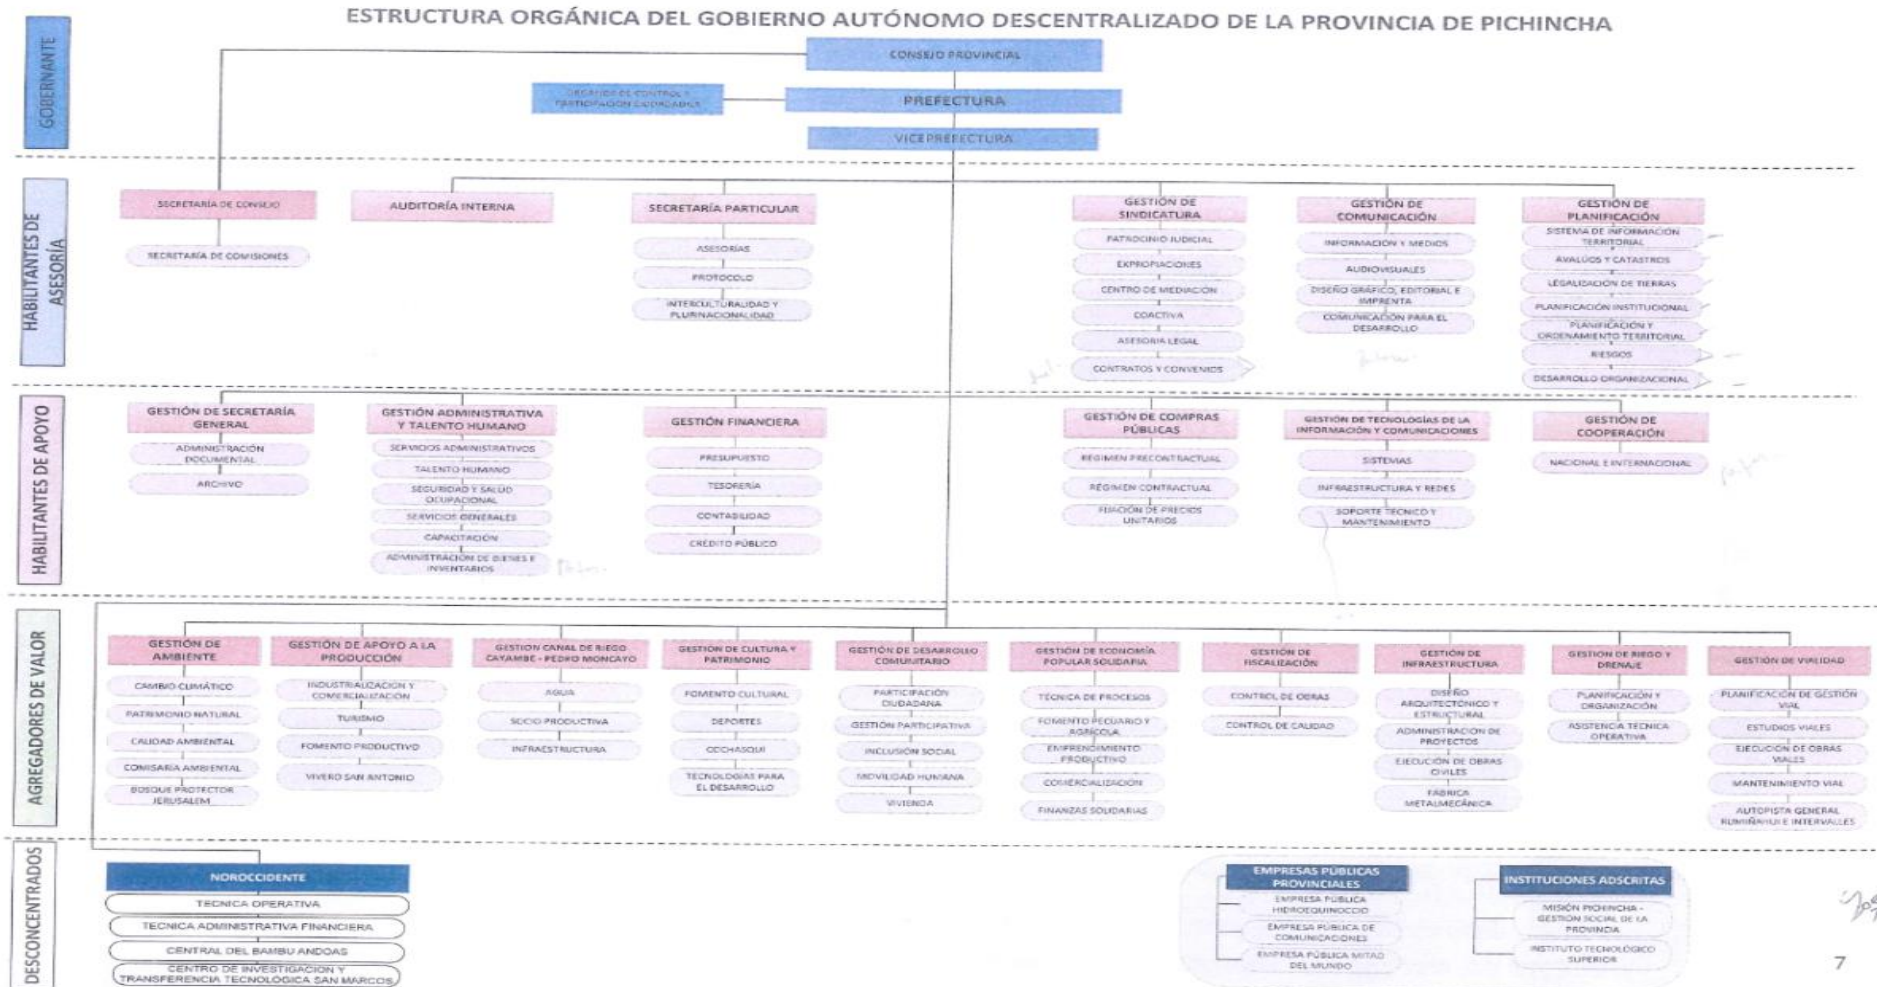 ESTRUCTURA ORGÁNICA DEL GOBIERNO AUTÓNOMO DESCENTRALIZADO DE LA PROVINCIA DE PICHINCHA
GOBERNANTE
CONSEJO PROVINCIAL
ÓRGANOS DE CONTROL Y
PARTICIPACIÓN CIUDADANA
PREFECTURA
VICEPREFECTURA
HABILITANTES DE
ASESORÍA
SECRETARÍA DE CONSEJO
SECRETARÍA DE COMISIONES
AUDITORÍA INTERNA
SECRETARÍA PARTICULAR
ASESORÍAS
PROTOCOLO
INTERCULTURALIDAD Y
PLURINACIONALIDAD
GESTIÓN DE
SINDICATURA
PATROCINIO JUDICIAL
EXPROPIACIONES
CENTRO DE MEDIACIÓN
COACTIVA
ASESORÍA LEGAL
CONTRATOS Y CONVENIOS
GESTIÓN DE
COMUNICACIÓN
INFORMACIÓN Y MEDIOS
AUDIOVISUALES
DISEÑO GRÁFICO, EDITORIAL E
IMPRENTA
COMUNICACIÓN PARA EL
DESARROLLO
GESTIÓN DE
PLANIFICACIÓN
SISTEMA DE INFORMACIÓN
TERRITORIAL
AVALÚOS Y CATASTROS
LEGALIZACIÓN DE TIERRAS
PLANIFICACIÓN INSTITUCIONAL
PLANIFICACIÓN Y
ORDENAMIENTO TERRITORIAL
RIESGOS
DESARROLLO ORGANIZACIONAL
HABILITANTES DE APOYO
GESTIÓN DE SECRETARÍA
GENERAL
ADMINISTRACIÓN
DOCUMENTAL
ARCHIVO
GESTIÓN ADMINISTRATIVA
Y TALENTO HUMANO
SERVICIOS ADMINISTRATIVOS
TALENTO HUMANO
SEGURIDAD Y SALUD
OCUPACIONAL
SERVICIOS GENERALES
CAPACITACIÓN
ADMINISTRACIÓN DE BIENES E
INVENTARIOS
GESTIÓN FINANCIERA
PRESUPUESTO
TESORERÍA
CONTABILIDAD
CRÉDITO PÚBLICO
GESTIÓN DE COMPRAS
PÚBLICAS
RÉGIMEN PRECONTRACTUAL
RÉGIMEN CONTRACTUAL
FIJACIÓN DE PRECIOS
UNITARIOS
GESTIÓN DE TECNOLOGÍAS DE LA
INFORMACIÓN Y COMUNICACIONES
SISTEMAS
INFRAESTRUCTURA Y REDES
SOPORTE TÉCNICO Y
MANTENIMIENTO
GESTIÓN DE
COOPERACIÓN
NACIONAL E INTERNACIONAL
AGREGADORES DE VALOR
GESTIÓN DE
AMBIENTE
CAMBIO CLIMÁTICO
PATRIMONIO NATURAL
CALIDAD AMBIENTAL
COMISARÍA AMBIENTAL
BOSQUE PROTECTOR
JERUSALEM
GESTIÓN DE APOYO A LA
PRODUCCIÓN
INDUSTRIALIZACIÓN Y
COMERCIALIZACIÓN
TURISMO
FOMENTO PRODUCTIVO
VIVERO SAN ANTONIO
GESTIÓN CANAL DE RIEGO
CAYAMBE - PEDRO MONCAYO
AGUA
SOCIO PRODUCTIVA
INFRAESTRUCTURA
GESTIÓN DE CULTURA Y
PATRIMONIO
FOMENTO CULTURAL
DEPORTES
COCHASQUI
TECNOLOGÍAS PARA
EL DESARROLLO
GESTIÓN DE DESARROLLO
COMUNITARIO
PARTICIPACIÓN
CIUDADANA
GESTIÓN PARTICIPATIVA
INCLUSIÓN SOCIAL
MOVILIDAD HUMANA
VIVIENDA
GESTIÓN DE ECONOMÍA
POPULAR SOLIDARIA
TÉCNICA DE PROCESOS
FOMENTO PECUARIO Y
AGRÍCOLA
EMPRENDIMIENTO
PRODUCTIVO
COMERCIALIZACIÓN
FINANZAS SOLIDARIAS
GESTIÓN DE
FISCALIZACIÓN
CONTROL DE OBRAS
CONTROL DE CALIDAD
GESTIÓN DE
INFRAESTRUCTURA
DISEÑO
ARQUITECTÓNICO Y
ESTRUCTURAL
ADMINISTRACIÓN DE
PROYECTOS
EJECUCIÓN DE OBRAS
CIVILES
FÁBRICA
METALMECÁNICA
GESTIÓN DE RIEGO Y
DRENAJE
PLANIFICACIÓN Y
ORGANIZACIÓN
ASISTENCIA TÉCNICA
OPERATIVA
GESTIÓN DE VIALIDAD
PLANIFICACIÓN DE GESTIÓN
VIAL
ESTUDIOS VIALES
EJECUCIÓN DE OBRAS
VIALES
MANTENIMIENTO VIAL
AUTOPISTA GENERAL
RUMIÑAHUI E INTERVALLES
DESCONCENTRADOS
NOROCCIDENTE
TECNICA OPERATIVA
TECNICA ADMINISTRATIVA FINANCIERA
CENTRAL DEL BAMBU ANDOAS
CENTRO DE INVESTIGACION Y
TRANSFERENCIA TECNOLÓGICA SAN MARCOS
EMPRESAS PÚBLICAS
PROVINCIALES
EMPRESA PÚBLICA
HIDROEQUINOCCIO
EMPRESA PÚBLICA
DE COMUNICACIONES
EMPRESA PÚBLICA MITAD
DEL MUNDO
INSTITUCIONES ADSCRITAS
MISIÓN PICHINCHA -
GESTIÓN SOCIAL DE LA
PROVINCIA
INSTITUTO TECNOLÓGICO
SUPERIOR
7